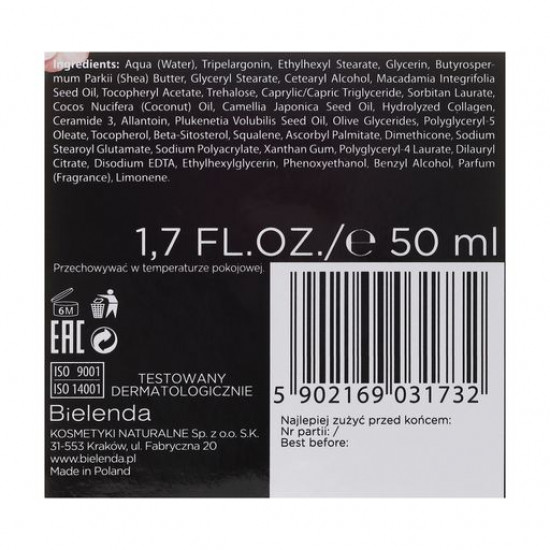 Ingredients: Aqua (Water), Tripelargonin, Ethylhexyl Stearate, Glycerin, Butyrosper-
mum Parkii (Shea) Butter, Glyceryl Stearate, Cetearyl Alcohol, Macadamia Integrifolia
Seed Oil, Tocopheryl Acetate, Trehalose, Caprylic/Capric Triglyceride, Sorbitan Laurate,
Cocos Nucifera (Coconut) Oil, Camellia Japonica Seed Oil, Hydrolyzed Collagen,
Ceramide 3, Allantoin, Plukenetia Volubilis Seed Oil, Olive Glycerides, Polyglyceryl-5
Oleate, Tocopherol, Beta-Sitosterol, Squalene, Ascorbyl Palmitate, Dimethicone, Sodium
Stearoyl Glutamate, Sodium Polyacrylate, Xanthan Gum, Polyglyceryl-4 Laurate, Dilauryl
Citrate, Disodium EDTA, Ethylhexylglycerin, Phenoxyethanol. Benzyl Alcohol, Parfum
(Fragrance), Limonene.
1,7 FL.OZ./℮ 50 ml
Przechowywać w temperaturze pokojowej.
6M
EAC
ISO 9001
ISO 14001
TESTOWANY
DERMATOLOGICZNIE
Bielenda
KOSMETYKI NATURALNE Sp. z o.o. S.K.
31-553 Kraków, ul. Fabryczna 20
www.bielenda.pl
Made in Poland
5 902169 031732
Najlepiej zużyć przed końcem:
Nr partii: /
Best before: